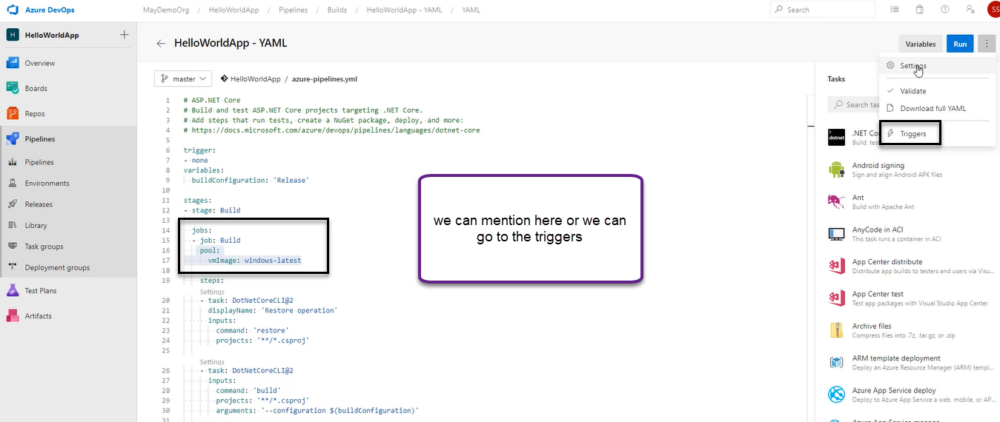 Azure DevOps
MayDemoOrg / HelloWorldApp / Pipelines / Builds / HelloWorldApp - YAML / YAML
Search
SS
H HelloWorldApp
Overview
Boards
Repos
Pipelines
Pipelines
Environments
Releases
Library
Task groups
Deployment groups
Test Plans
Artifacts
HelloWorldApp - YAML
Variables
Run
Settings
Validate
Download full YAML
Triggers
master
HelloWorldApp / azure-pipelines.yml
1 # ASP.NET Core
2 # Build and test ASP.NET Core projects targeting .NET Core.
3 # Add steps that run tests, create a NuGet package, deploy, and more:
4 # https://docs.microsoft.com/azure/devops/pipelines/languages/dotnet-core
5
6 trigger:
7 - none
8 variables:
9 buildConfiguration: 'Release'
10
11 stages:
12 - stage: Build
13
14 jobs:
15 - job: Build
16 pool:
17 vmImage: windows-latest
18
19 steps:
Settings
20 - task: DotNetCoreCLI@2
21 displayName: 'Restore operation'
22 inputs:
23 command: 'restore'
24 projects: '**/*.csproj'
25
Settings
26 - task: DotNetCoreCLI@2
27 inputs:
28 command: 'build'
29 projects: '**/*.csproj'
30 arguments: '--configuration $(buildConfiguration)'
31
we can mention here or we can
go to the triggers
Tasks
Search tas
dotnet
.NET Co
Build, tes
Android signing
Sign and align Android APK files
Ant
Build with Apache Ant
AnyCode in ACI
This task runs a container in ACI
App Center distribute
Distribute app builds to testers and users via Visu...
App Center test
Test app packages with Visual Studio App Center
Archive files
Compress files into .7z, .tar.gz, or .zip
ARM template deployment
Deploy an Azure Resource Manager (ARM) templ...
Azure App Service deploy
Deploy to Azure App Service a web, mobile, or AP...
Azure App Service manage